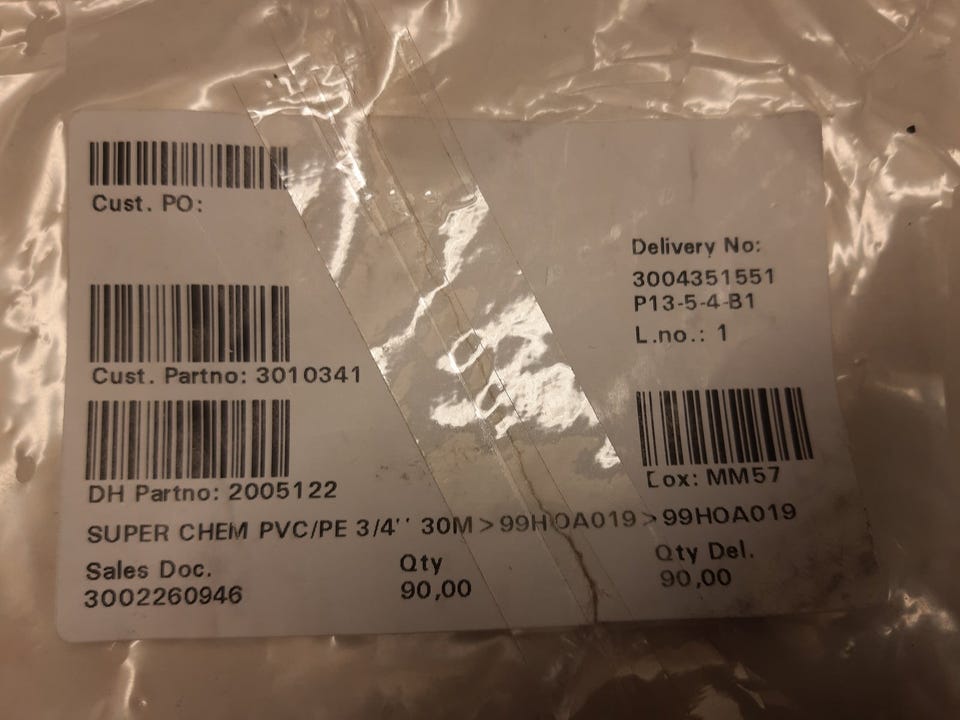 Cust. PO:
Delivery No:
3004351551
P13-5-4-B1
L.no.: 1
Cust. Partno: 3010341
DH Partno: 2005122
MM57
SUPER CHEM PVC/PE 3/4'' 30M>99HOA019>99HOA019
Sales Doc.
3002260946
Qty
90,00
Qty Del.
90,00